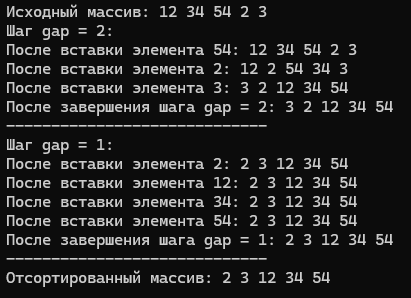 Исходный массив: 12 34 54 2 3
Шаг gap = 2:
После вставки элемента 54: 12 34 54 2 3
После вставки элемента 2: 12 2 54 34 3
После вставки элемента 3: 3 2 12 34 54
После завершения шага gap = 2: 3 2 12 34 54
-----------------------------
Шаг gap = 1:
После вставки элемента 2: 2 3 12 34 54
После вставки элемента 12: 2 3 12 34 54
После вставки элемента 34: 2 3 12 34 54
После вставки элемента 54: 2 3 12 34 54
После завершения шага gap = 1: 2 3 12 34 54
-----------------------------
Отсортированный массив: 2 3 12 34 54